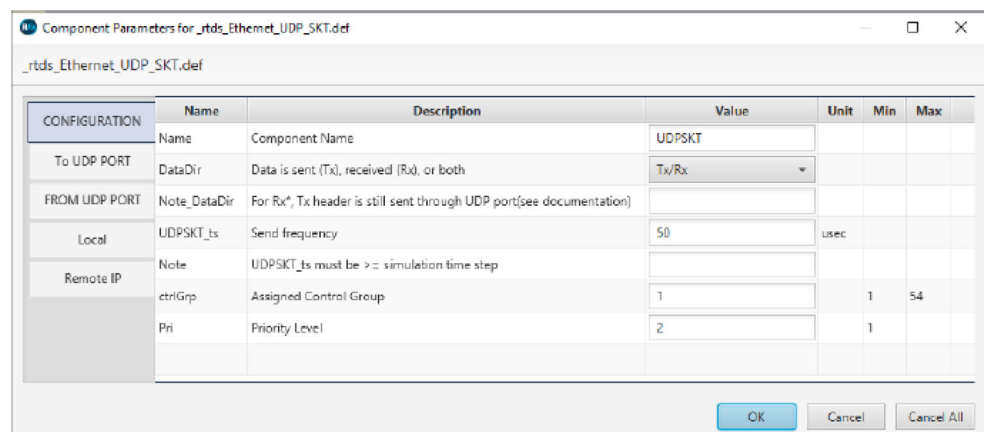 Component Parameters for _rtds_Ethernet_UDP_SKT.def
_rtds_Ethernet_UDP_SKT.def
CONFIGURATION
To UDP PORT
FROM UDP PORT
Local
Remote IP
Name Description Value Unit Min Max
Name Component Name UDPSKT
DataDir Data is sent (Tx), received (Rx), or both Tx/Rx
Note_DataDir For Rx*, Tx header is still sent through UDP port(see documentation)
UDPSKT_ts Send frequency 50 usec
Note UDPSKT_ts must be >= simulation time step
ctrlGrp Assigned Control Group 1 1 54
Pri Priority Level 2 1
OK Cancel Cancel All